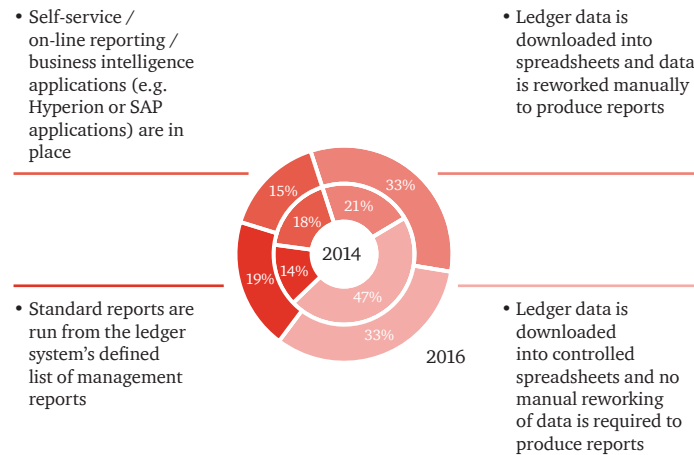 • Self-service /
on-line reporting /
business intelligence
applications (e.g.
Hyperion or SAP
applications) are in
place
• Ledger data is
downloaded into
spreadsheets and data
is reworked manually
to produce reports
15%
33%
18%
21%
2014
19%
14%
47%
33%
2016
• Standard reports are
run from the ledger
system’s defined
list of management
reports
• Ledger data is
downloaded
into controlled
spreadsheets and no
manual reworking
of data is required to
produce reports